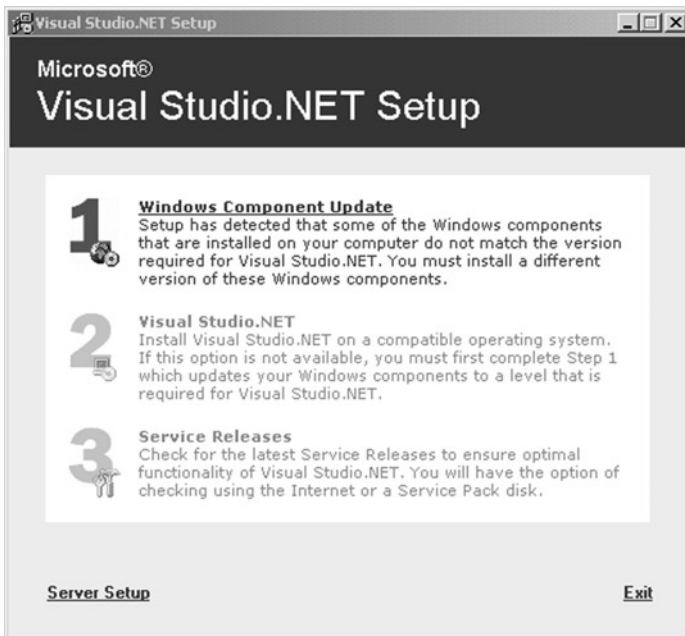 Visual Studio.NET Setup
Microsoft®
Visual Studio.NET Setup
1
Windows Component Update
Setup has detected that some of the Windows components
that are installed on your computer do not match the version
required for Visual Studio.NET. You must install a different
version of these Windows components.
2
Visual Studio.NET
Install Visual Studio.NET on a compatible operating system.
If this option is not available, you must first complete Step 1
which updates your Windows components to a level that is
required for Visual Studio.NET.
3
Service Releases
Check for the latest Service Releases to ensure optimal
functionality of Visual Studio.NET. You will have the option of
checking using the Internet or a Service Pack disk.
Server Setup
Exit